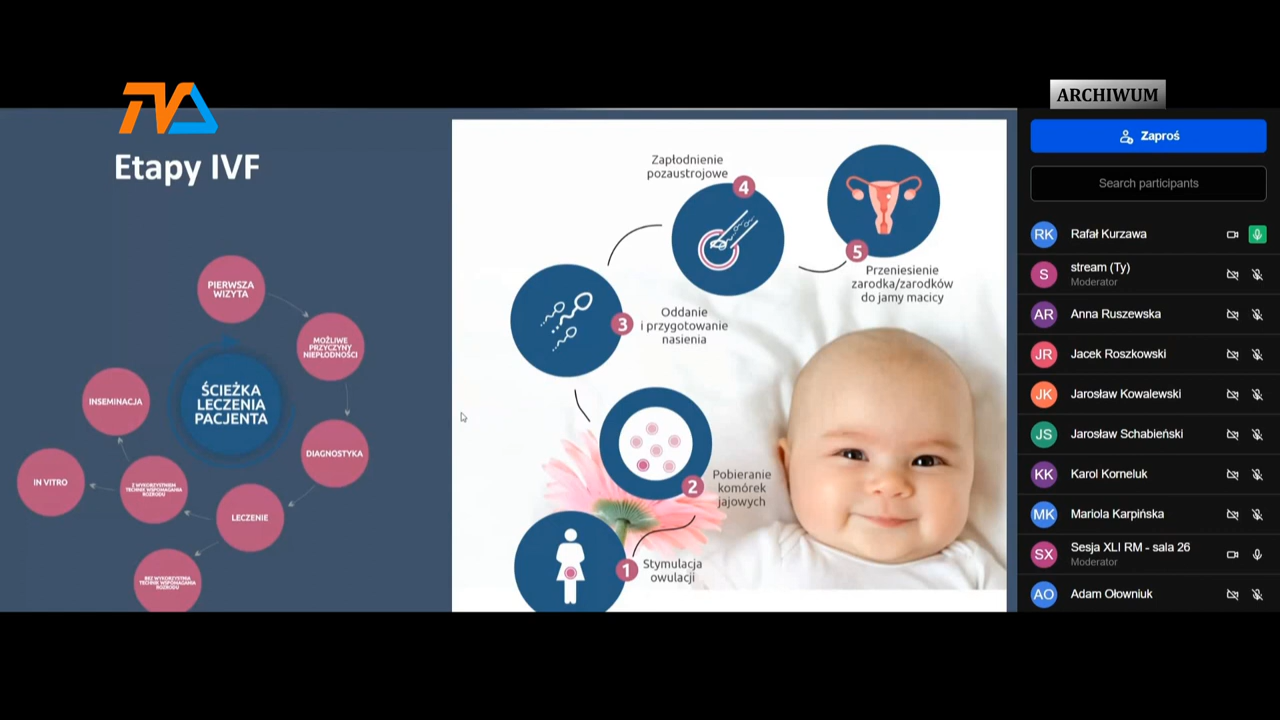 TVA
ARCHIWUM
Etapy IVF
PIERWSZA
WIZYTA
MOŻLIWE
PRZYCZYNY
NIEPŁODNOŚCI
ŚCIEŻKA
LECZENIA
PACJENTA
INSEMINACJA
DIAGNOSTYKA
IN VITRO
Z WYKORZYSTNIEM
TECHNIK WSPOMAGANIA
ROZRODU
LECZENIE
BEZ WYKORZYSTNIA
TECHNIK WSPOMAGANIA
ROZRODU
Zapłodnienie
pozaustrojowe
4
5
Przeniesienie
zarodka/zarodków
do jamy macicy
3
Oddanie
i przygotowanie
nasienia
2
Pobieranie
komórek
jajowych
1
Stymulacja
owulacji
Zaproś
Search participants
RK Rafał Kurzawa
S stream (Ty)
Moderator
AR Anna Ruszewska
JR Jacek Roszkowski
JK Jarosław Kowalewski
JS Jarosław Schabieński
KK Karol Korneluk
MK Mariola Karpińska
SX Sesja XLI RM - sala 26
Moderator
AO Adam Ołowniuk